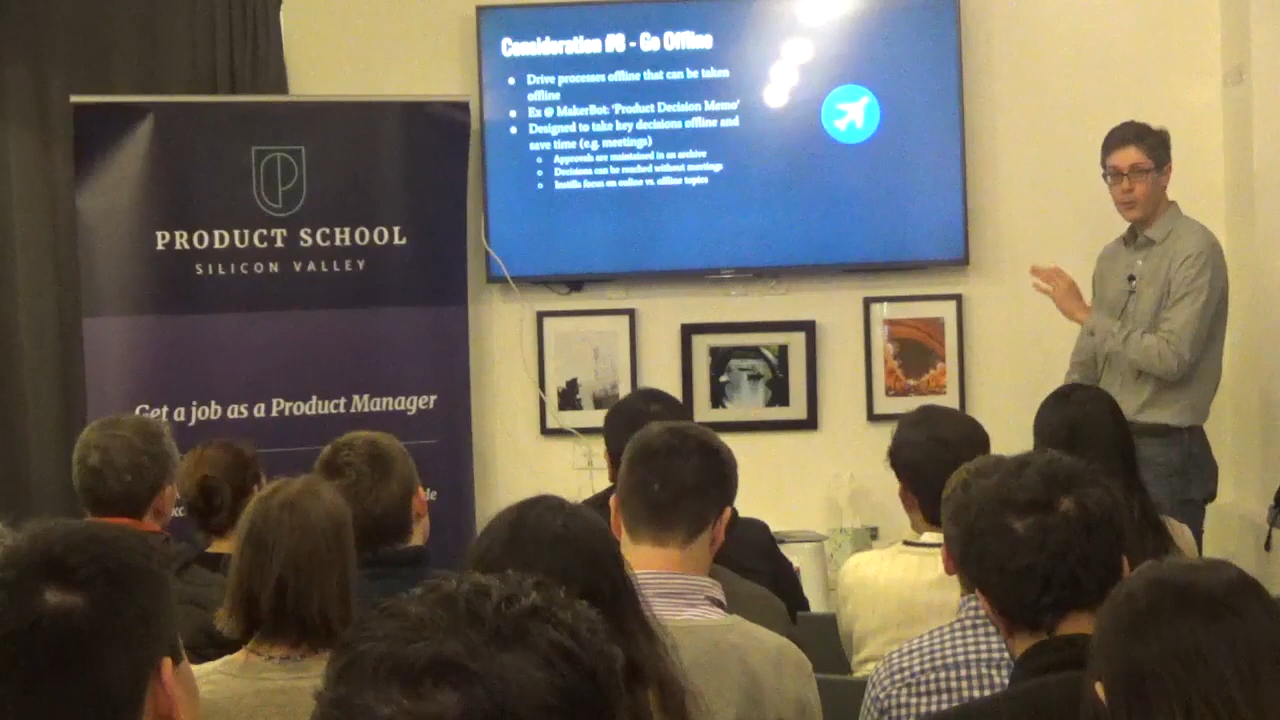 Consideration #6 - Go Offline
Drive processes offline that can be taken
offline
Ex @ MakerBot: 'Product Decision Memo'
Designed to take key decisions offline and
save time (e.g. meetings)
Approvals are maintained in an archive
Decisions can be reached without meetings
Instills focus on online vs. offline topics
PRODUCT SCHOOL
SILICON VALLEY
Get a job as a Product Manager